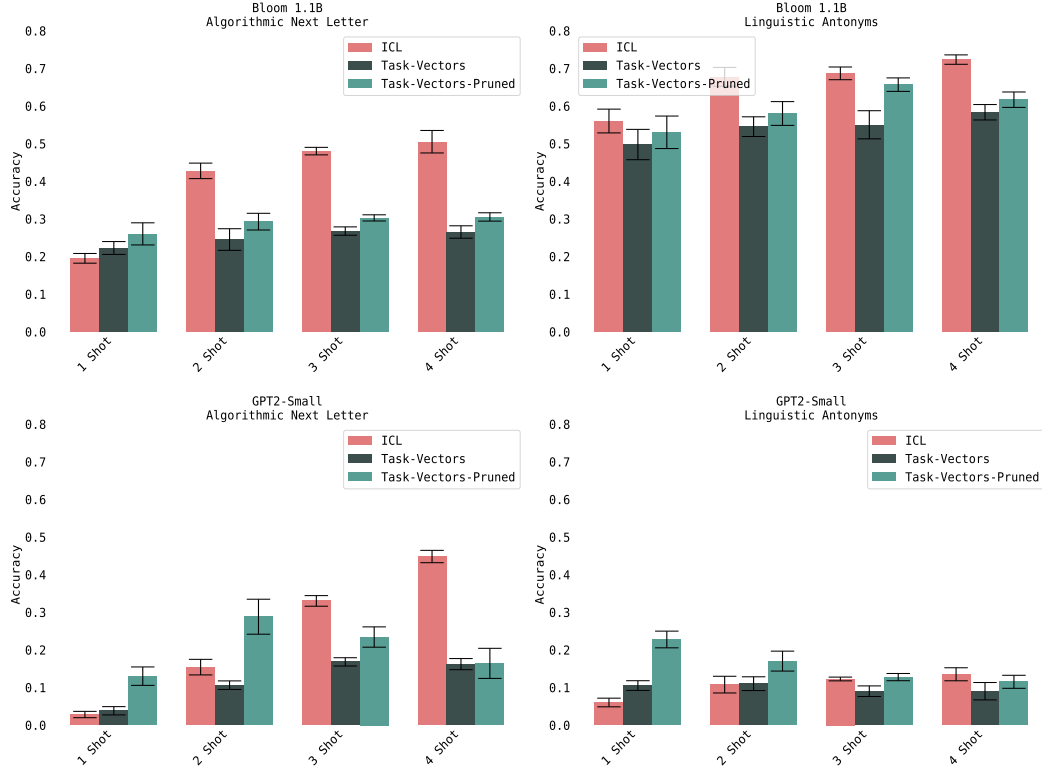 Bloom 1.1B
Algorithmic Next Letter
0.8
0.7
0.6
0.5
0.4
0.3
0.2
0.1
0.0
Accuracy
ICL
Task-Vectors
Task-Vectors-Pruned
1 Shot
2 Shot
3 Shot
4 Shot
Bloom 1.1B
Linguistic Antonyms
0.8
0.7
0.6
0.5
0.4
0.3
0.2
0.1
0.0
Accuracy
ICL
Task-Vectors
Task-Vectors-Pruned
1 Shot
2 Shot
3 Shot
4 Shot
GPT2-Small
Algorithmic Next Letter
0.8
0.7
0.6
0.5
0.4
0.3
0.2
0.1
0.0
Accuracy
ICL
Task-Vectors
Task-Vectors-Pruned
1 Shot
2 Shot
3 Shot
4 Shot
GPT2-Small
Linguistic Antonyms
0.8
0.7
0.6
0.5
0.4
0.3
0.2
0.1
0.0
Accuracy
ICL
Task-Vectors
Task-Vectors-Pruned
1 Shot
2 Shot
3 Shot
4 Shot